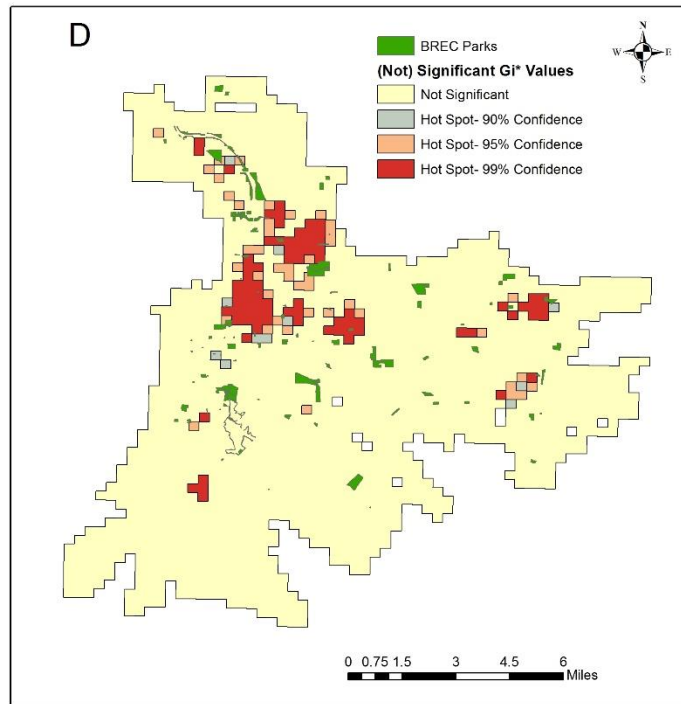 D
BREC Parks
(Not) Significant Gi* Values
Not Significant
Hot Spot- 90% Confidence
Hot Spot- 95% Confidence
Hot Spot- 99% Confidence
N
W E
S
0 0.75 1.5 3 4.5 6
Miles